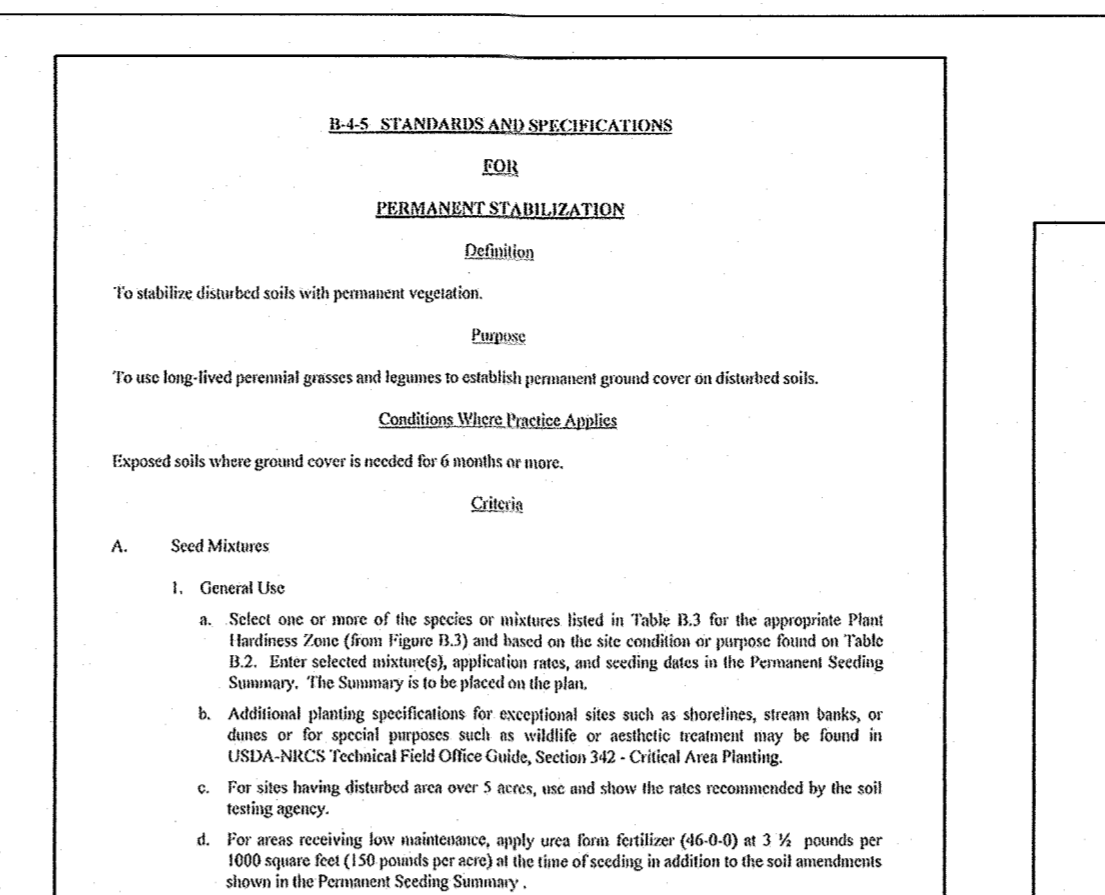 B-4-5 STANDARDS AND SPECIFICATIONS
FOR
PERMANENT STABILIZATION
Definition
To stabilize disturbed soils with permanent vegetation.
Purpose
To use long-lived perennial grasses and legumes to establish permanent ground cover on disturbed soils.
Conditions Where Practice Applies
Exposed soils where ground cover is needed for 6 months or more.
Criteria
A. Seed Mixtures
1. General Use
a. Select one or more of the species or mixtures listed in Table B.3 for the appropriate Plant
Hardiness Zone (from Figure B.3) and based on the site condition or purpose found on Table
B.2. Enter selected mixture(s), application rates, and seeding dates in the Permanent Seeding
Summary. The Summary is to be placed on the plan.
b. Additional planting specifications for exceptional sites such as shorelines, stream banks, or
dunes or for special purposes such as wildlife or aesthetic treatment may be found in
USDA-NRCS Technical Field Office Guide, Section 342 - Critical Area Planting.
c. For sites having disturbed area over 5 acres, use and show the rates recommended by the soil
testing agency.
d. For areas receiving low maintenance, apply urea form fertilizer (46-0-0) at 3 ½ pounds per
1000 square feet (150 pounds per acre) at the time of seeding in addition to the soil amendments
shown in the Permanent Seeding Summary .